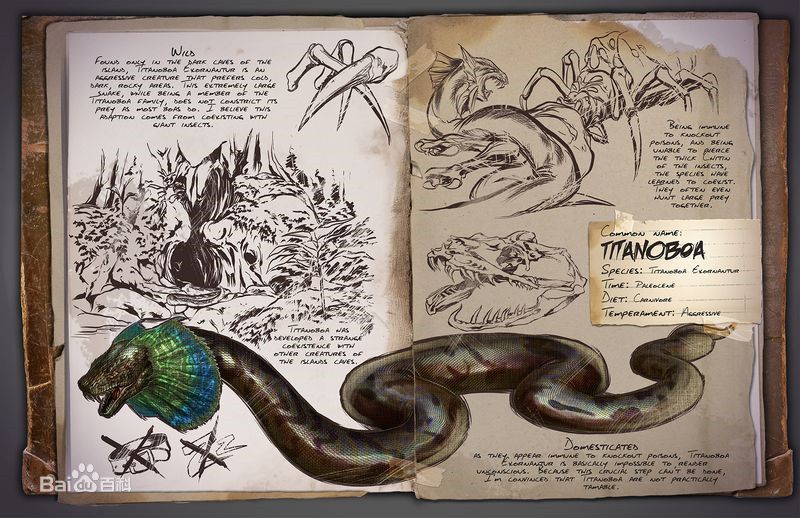 Wild
Found only in the dark caves of the
island, Titanoboa Exornantur is an
aggressive creature that prefers cold,
dark, rocky areas. This extremely large
snake, while being a member of the
Titanoboa family, does not constrict its
prey as most boas do. I believe this
adaption comes from coexisting with
giant insects.
Titanoboa has
developed a strange
coexistence with
other creatures of
the islands caves.
Being immune
to knockout
poisons, and being
unable to pierce
the thick chitin
of the insects,
the species have
learned to coexist.
They often even
hunt large prey
together.
Common name:
Titanoboa
Species: Titanoboa Exornantur
Time: Paleocene
Diet: Carnivore
Temperament: Aggressive
Domesticated
As they appear immune to knockout poisons, Titanoboa
Exornantur is basically impossible to render
unconscious. Because this crucial step can't be done,
I'm convinced that Titanoboa are not practically
tamable.
Bai百科